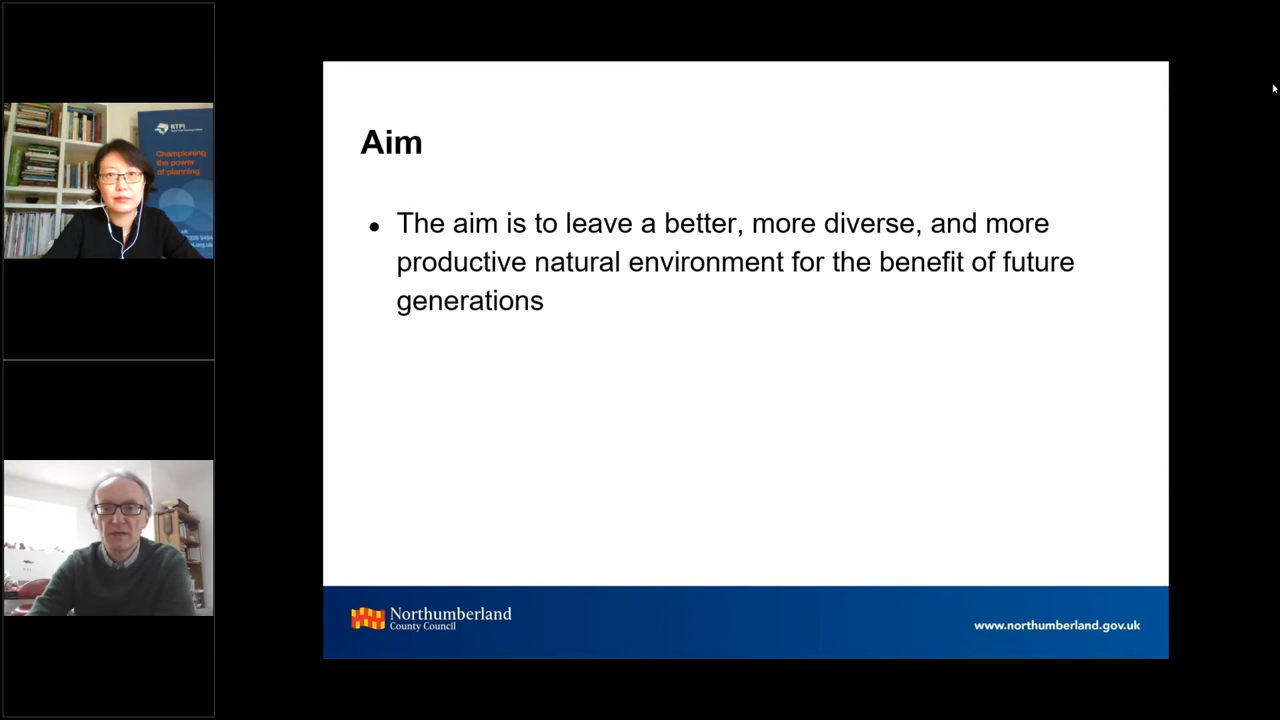 RTPI
Championing
the power
of planning
Aim
• The aim is to leave a better, more diverse, and more
productive natural environment for the benefit of future
generations
Northumberland
County Council
www.northumberland.gov.uk